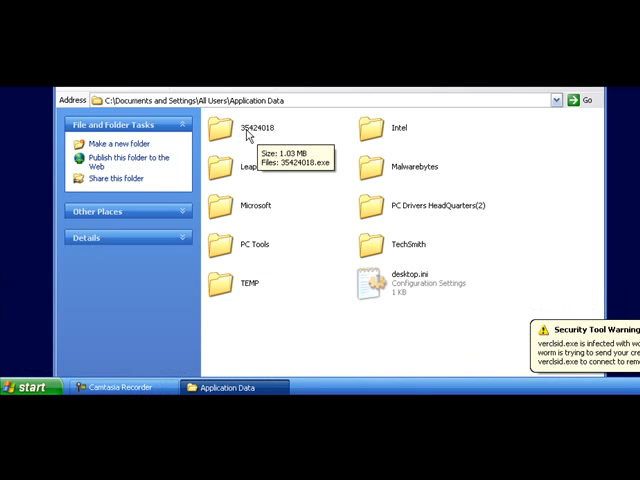 Address C:\Documents and Settings\All Users\Application Data Go
File and Folder Tasks
Make a new folder
Publish this folder to the
Web
Share this folder
Other Places
Details
35424018
Intel
Size: 1.03 MB
Files: 35424018.exe
Leap
Malwarebytes
Microsoft
PC Drivers HeadQuarters(2)
PC Tools
TechSmith
TEMP
desktop.ini
Configuration Settings
1 KB
Security Tool Warning
verclsid.exe is infected with wo
worm is trying to send your cre
verclsid.exe to connect to remo
start
Camtasia Recorder
Application Data